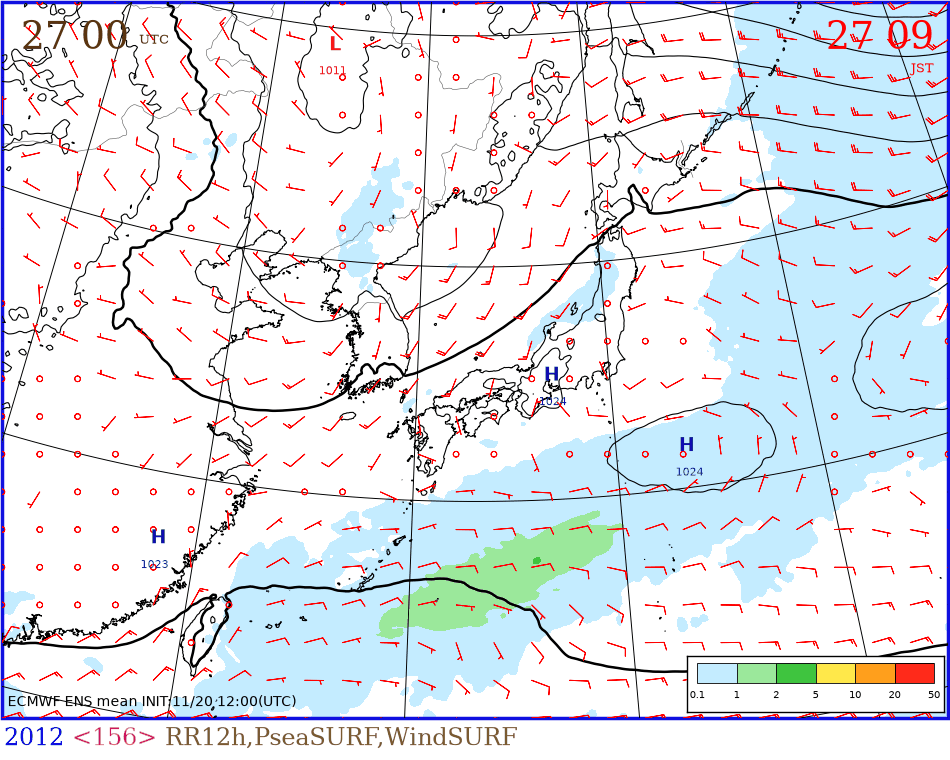 27 00 UTC
27 09
JST
L
1011
H
1024
H
1024
H
1023
0.1 1 2 5 10 20 50
ECMWF ENS mean INIT:11/20 12:00(UTC)
2012 <156> RR12h,PseaSURF,WindSURF